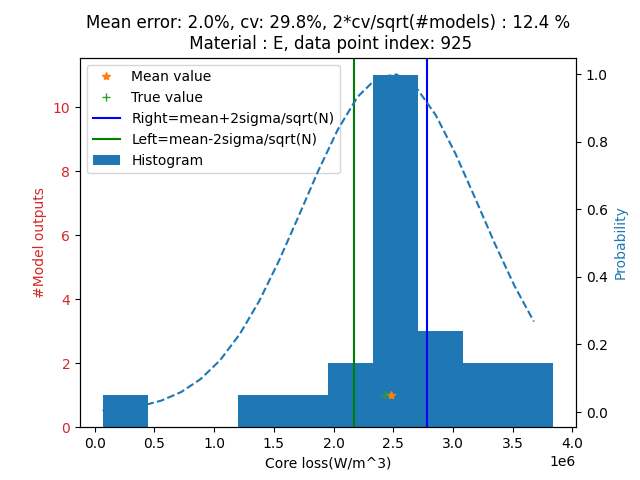 Mean error: 2.0%, cv: 29.8%, 2*cv/sqrt(#models) : 12.4 %
Material : E, data point index: 925
Mean value
True value
Right=mean+2sigma/sqrt(N)
Left=mean-2sigma/sqrt(N)
Histogram
#Model outputs
0
2
4
6
8
10
Probability
0.0
0.2
0.4
0.6
0.8
1.0
0.0 0.5 1.0 1.5 2.0 2.5 3.0 3.5 4.0
1e6
Core loss(W/m^3)